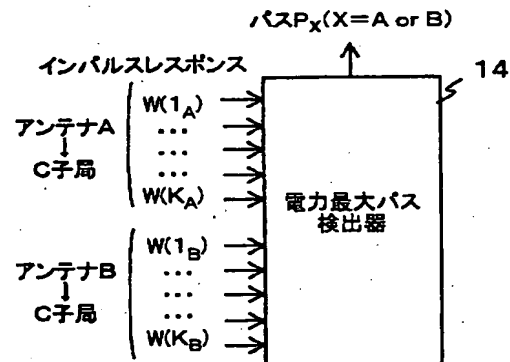 パスPX(X=A or B)
インパルスレスポンス
14
アンテナA
↓
C子局
W(1A)
...
...
...
W(KA)
電力最大パス
検出器
アンテナB
↓
C子局
W(1B)
...
...
...
W(KB)